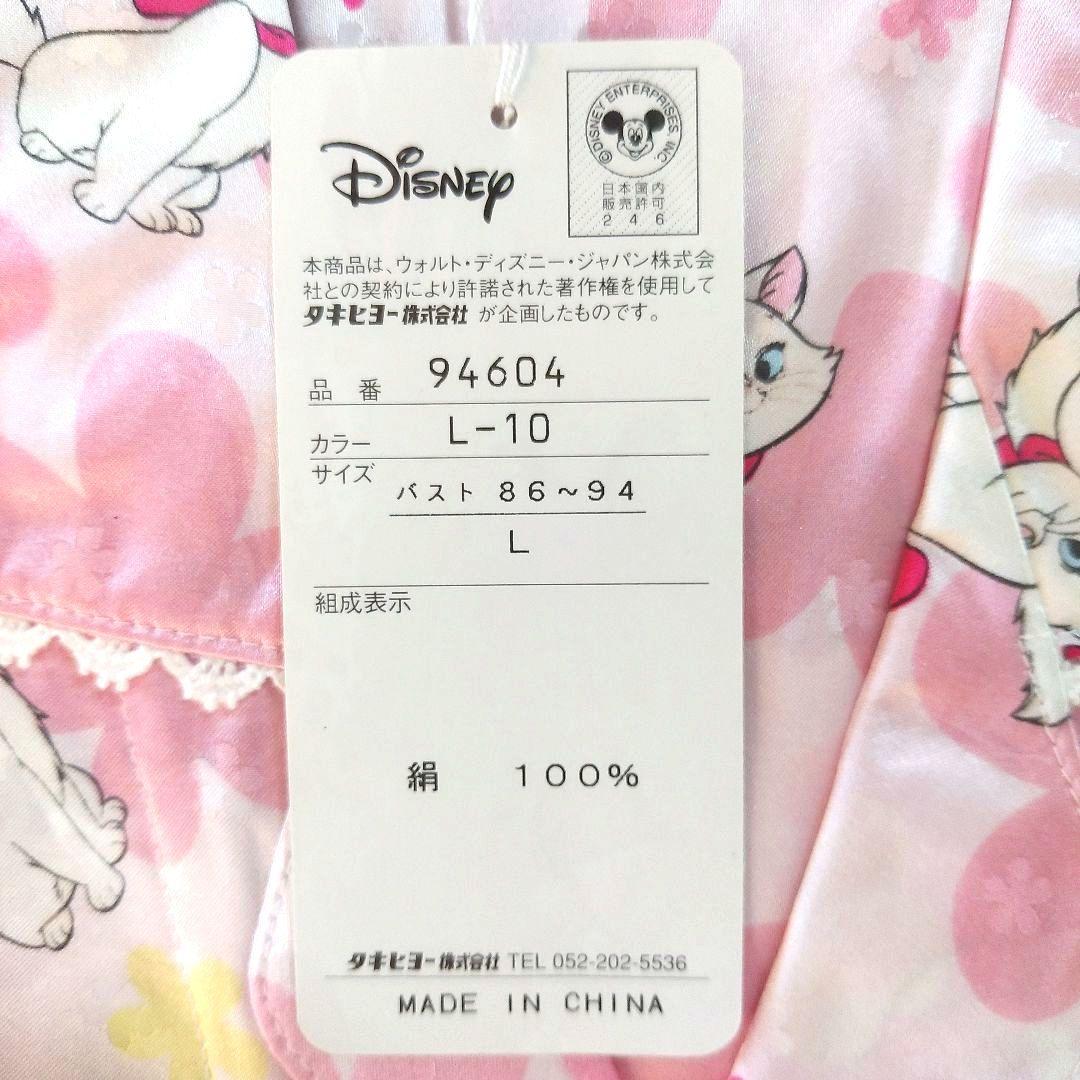 Disney
©DISNEY ENTERPRISES, INC.
日本国内
販売許可
246
本商品は、ウォルト・ディズニー・ジャパン株式会
社との契約により許諾された著作権を使用して
タキヒヨー株式会社 が企画したものです。
品 番 94604
カラー L-10
サイズ
バスト 86~94
L
組成表示
絹 100%
タキヒヨー株式会社 TEL 052-202-5536
MADE IN CHINA